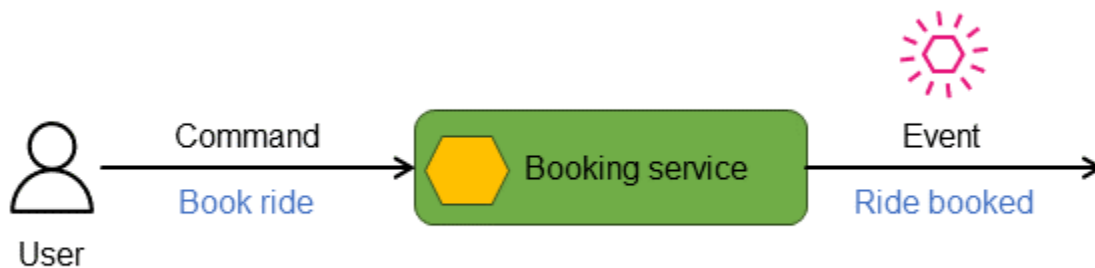 Command
Book ride
User
Booking service
Event
Ride booked